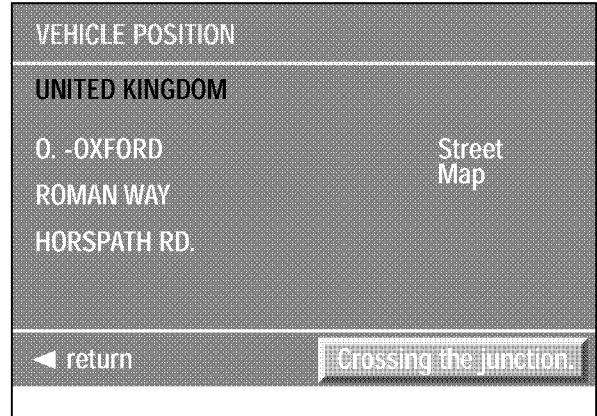 VEHICLE POSITION
UNITED KINGDOM
O. -OXFORD
Street
Map
ROMAN WAY
HORSPATH RD.
◄ return
Crossing the junction.